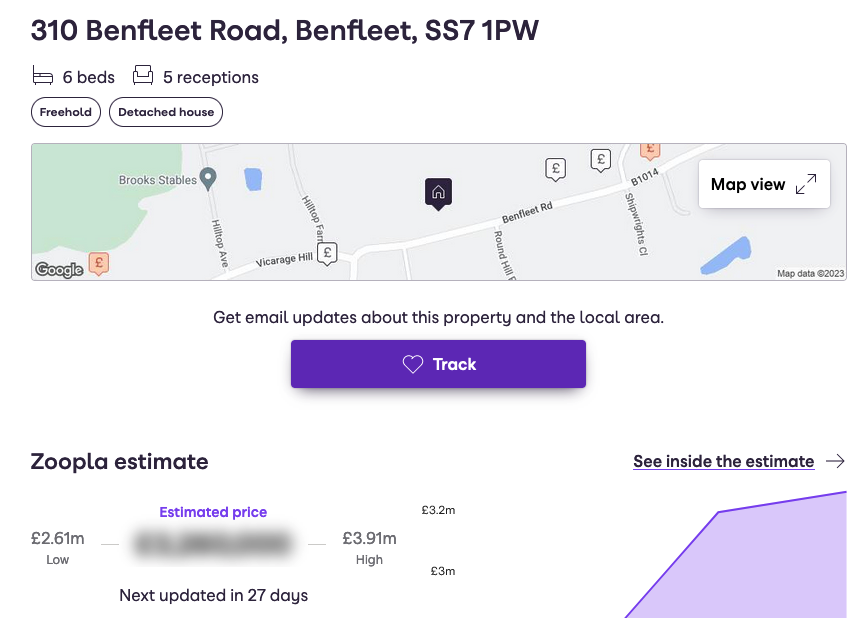 310 Benfleet Road, Benfleet, SS7 1PW
6 beds 5 receptions
Freehold Detached house
Brooks Stables
£
£
£
Map view
B1014
Benfleet Rd
Hilltop Farm
Shipwrights Cl
Hilltop Ave
£
Vicarage Hill
Round Hill
£
Google
Map data ©2023
Get email updates about this property and the local area.
Track
Zoopla estimate
See inside the estimate
Estimated price
£3.2m
£2.61m
£3.91m
Low
High
£3m
Next updated in 27 days